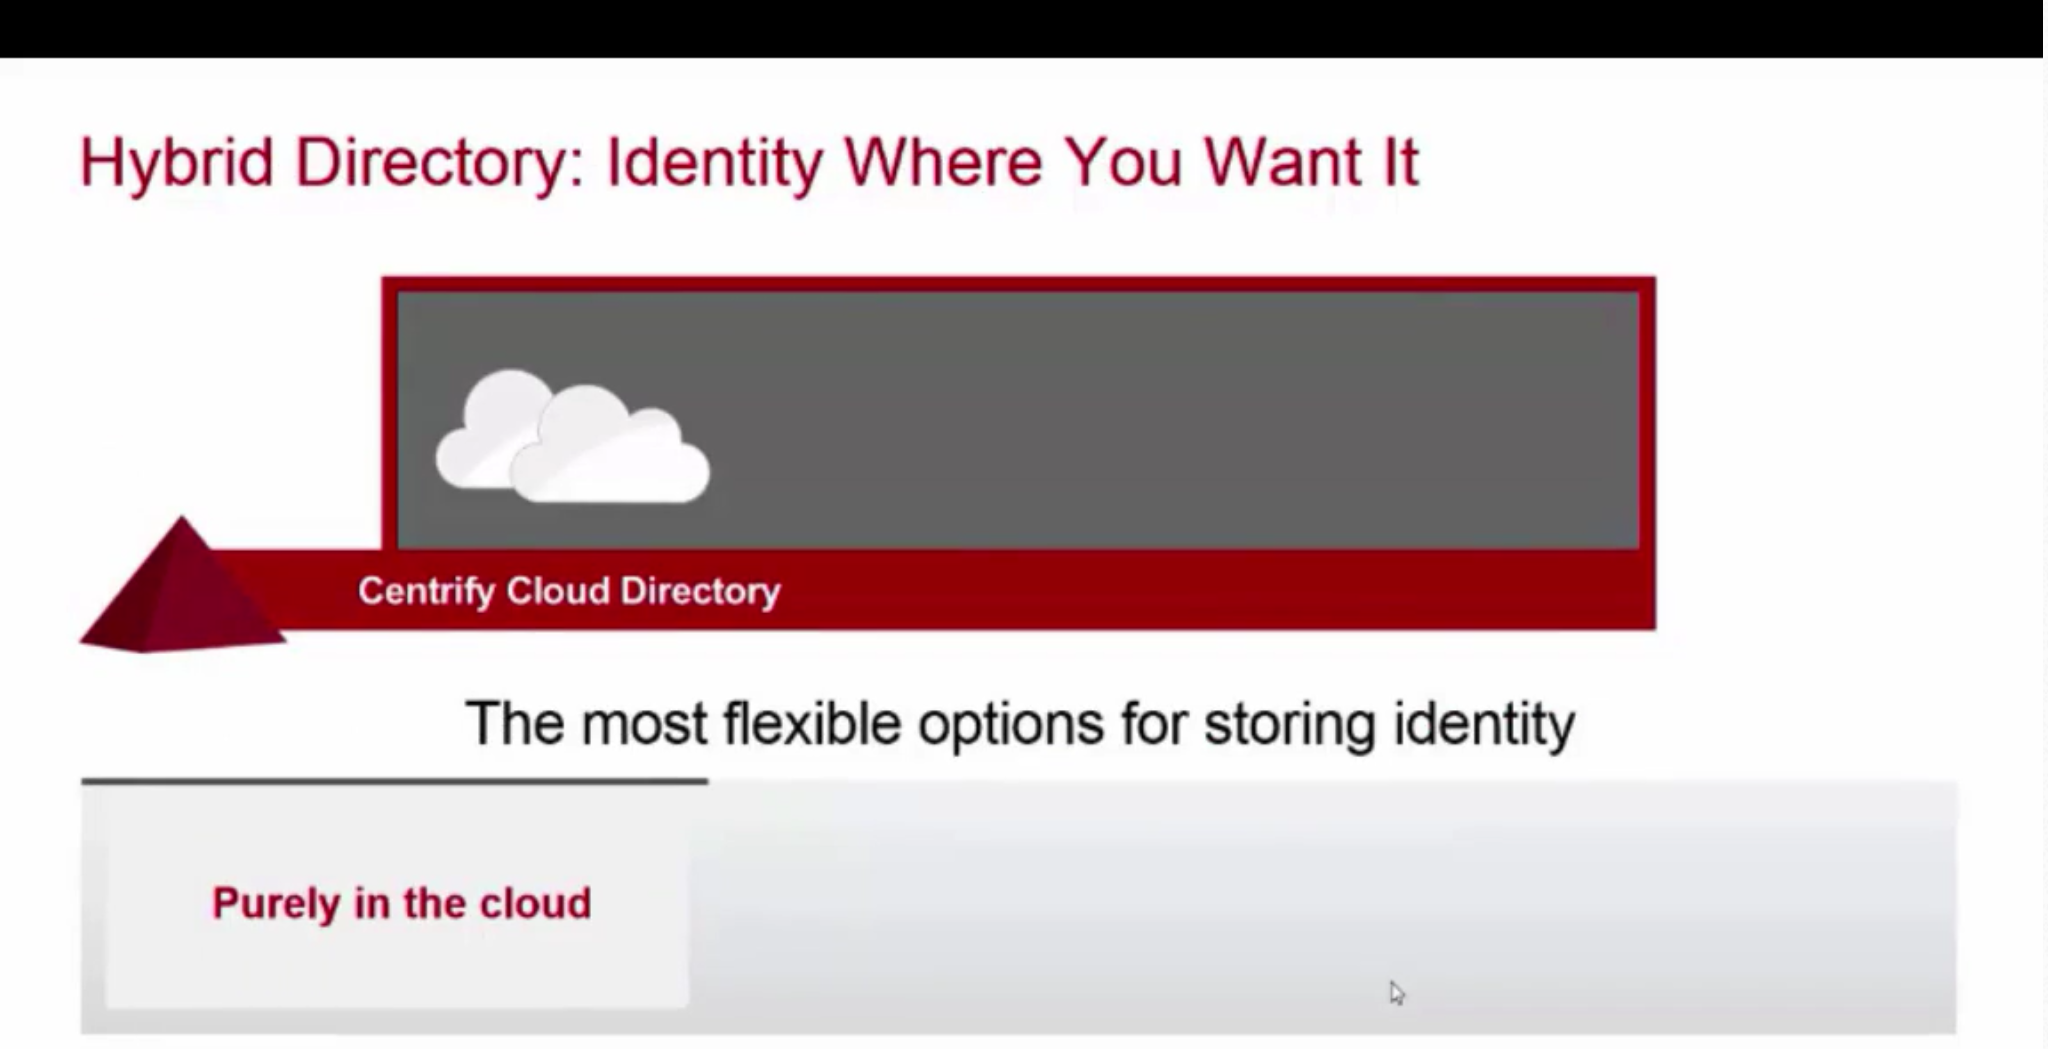 Hybrid Directory: Identity Where You Want It
Centrify Cloud Directory
The most flexible options for storing identity
Purely in the cloud